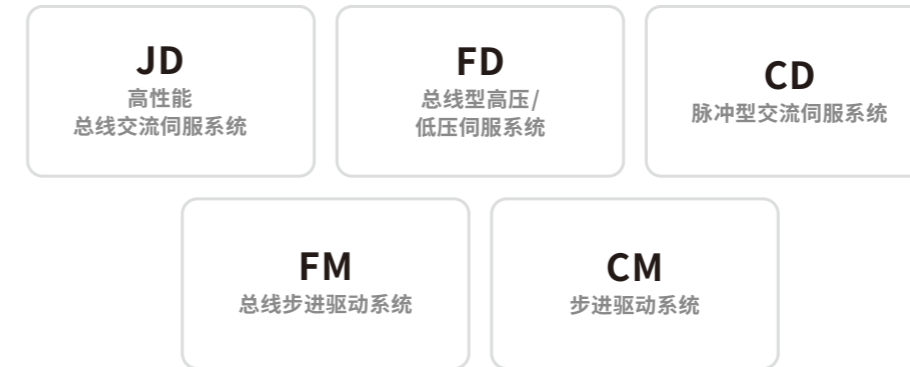 JD
高性能
总线交流伺服系统
FD
总线型高压/
低压伺服系统
CD
脉冲型交流伺服系统
FM
总线步进驱动系统
CM
步进驱动系统